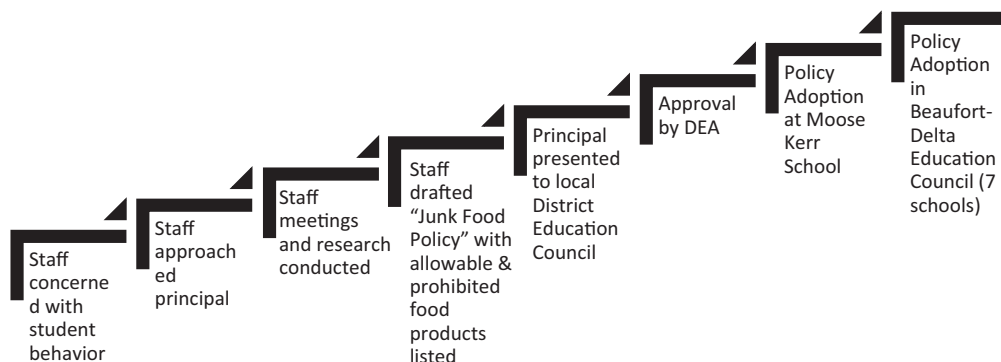 Staff
concerne
d with
student
behavior
Staff
approach
ed
principal
Staff
meetings
and research
conducted
Staff
drafted
“Junk Food
Policy” with
allowable &
prohibited
food
products
listed
Principal
presented
to local
District
Education
Council
Approval
by DEA
Policy
Adoption
at Moose
Kerr
School
Policy
Adoption
in
Beaufort-
Delta
Education
Council (7
schools)